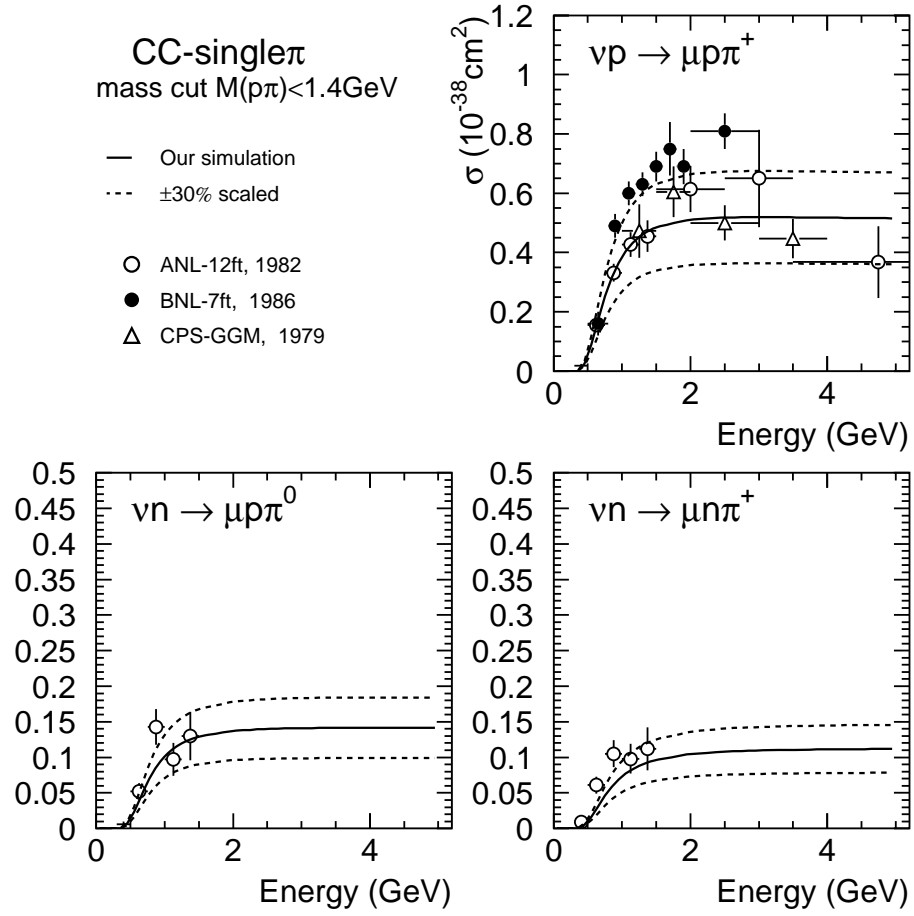 CC-singleπ
mass cut M(pπ)<1.4GeV
Our simulation
±30% scaled
ANL-12ft, 1982
BNL-7ft, 1986
CPS-GGM, 1979
νp → μpπ⁺
σ (10⁻³⁸cm²)
1.2
1
0.8
0.6
0.4
0.2
0
0 2 4
Energy (GeV)
νn → μpπ⁰
0.5
0.45
0.4
0.35
0.3
0.25
0.2
0.15
0.1
0.05
0
0 2 4
Energy (GeV)
νn → μnπ⁺
0.5
0.45
0.4
0.35
0.3
0.25
0.2
0.15
0.1
0.05
0
0 2 4
Energy (GeV)